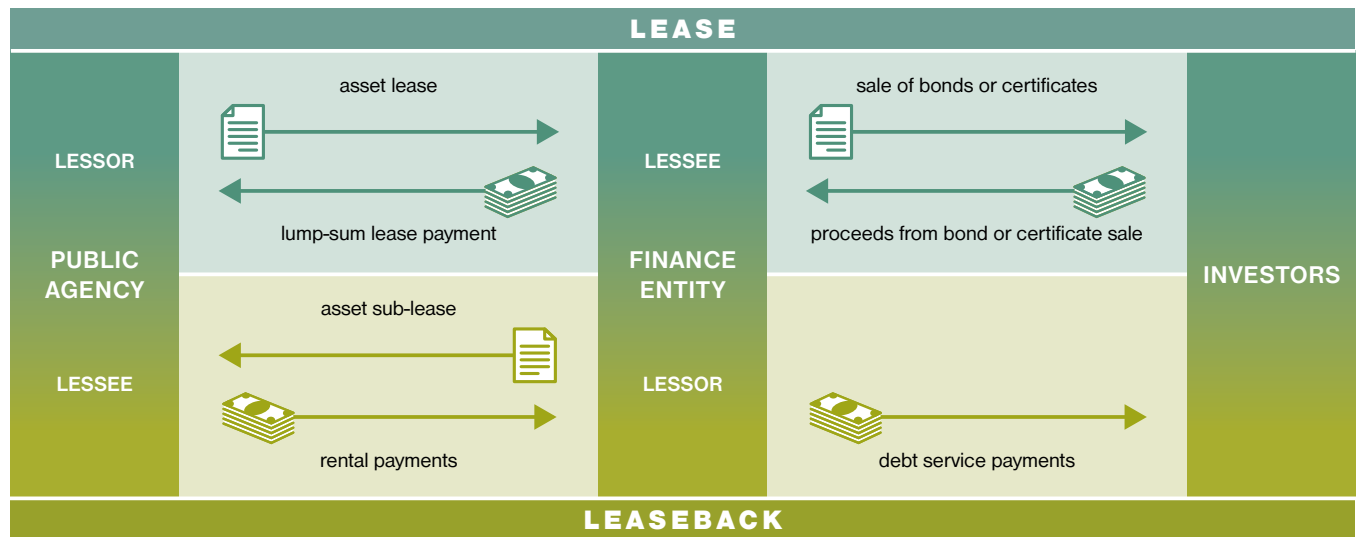 LEASE
asset lease
sale of bonds or certificates
LESSOR
LESSEE
lump-sum lease payment
proceeds from bond or certificate sale
PUBLIC
AGENCY
FINANCE
ENTITY
INVESTORS
asset sub-lease
LESSEE
LESSOR
rental payments
debt service payments
LEASEBACK